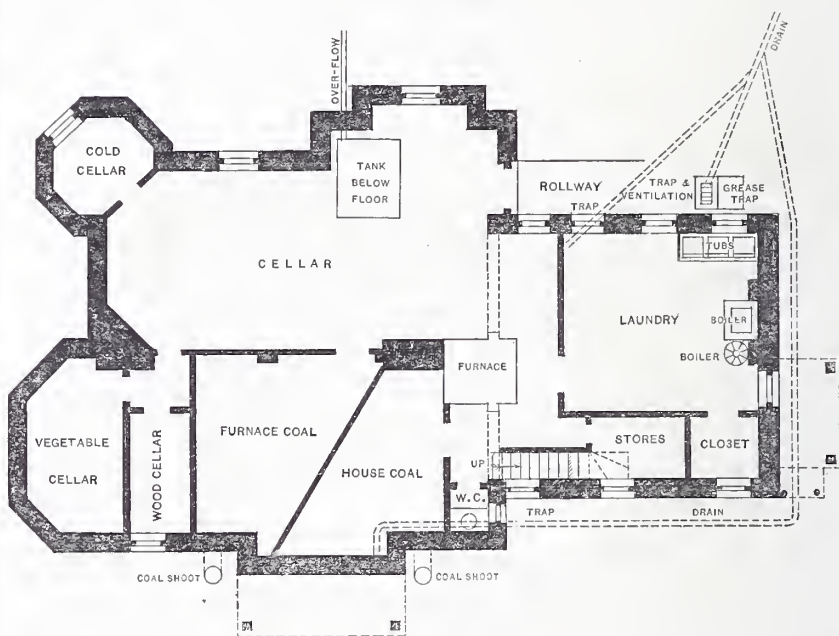 OVER-FLOW
DRAIN
COLD
CELLAR
TANK
BELOW
FLOOR
ROLLWAY
TRAP
TRAP &
VENTILATION
GREASE
TRAP
TUBS
CELLAR
LAUNDRY
BOILER
BOILER
FURNACE
VEGETABLE
CELLAR
WOOD CELLAR
FURNACE COAL
HOUSE COAL
STORES
CLOSET
UP
W.C.
TRAP
DRAIN
COAL SHOOT
COAL SHOOT